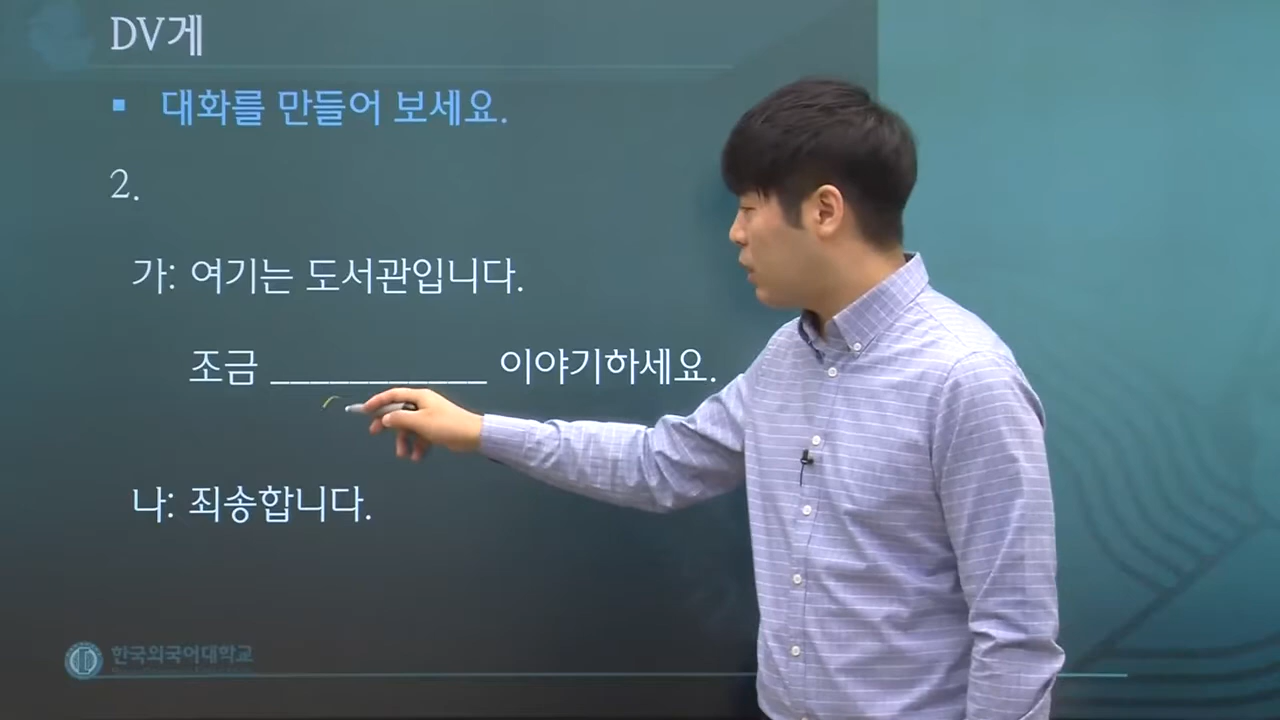 DV게
▪ 대화를 만들어 보세요.
2.
가: 여기는 도서관입니다.
조금 ___________ 이야기하세요.
나: 죄송합니다.
한국외국어대학교